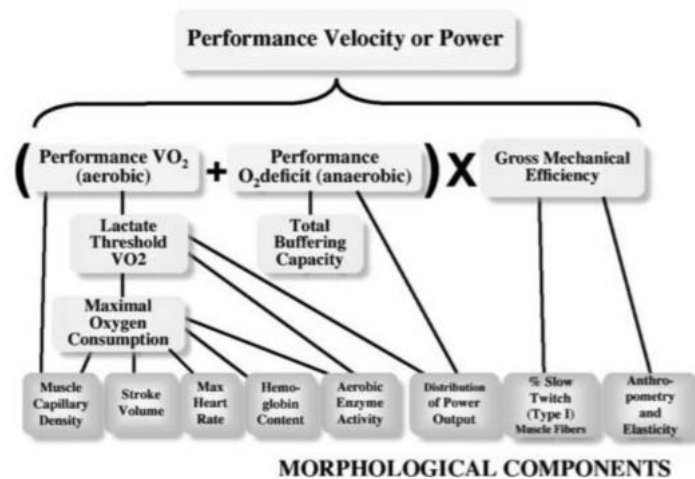 Performance Velocity or Power
( Performance VO₂
(aerobic)
+
Performance
O₂deficit (anaerobic)
) X
Gross Mechanical
Efficiency
Lactate
Threshold
VO2
Total
Buffering
Capacity
Maximal
Oxygen
Consumption
Muscle
Capillary
Density
Stroke
Volume
Max
Heart
Rate
Hemo-
globin
Content
Aerobic
Enzyme
Activity
Distribution
of Power
Output
% Slow
Twitch
(Type I)
Muscle Fibers
Anthro-
pometry
and
Elasticity
MORPHOLOGICAL COMPONENTS